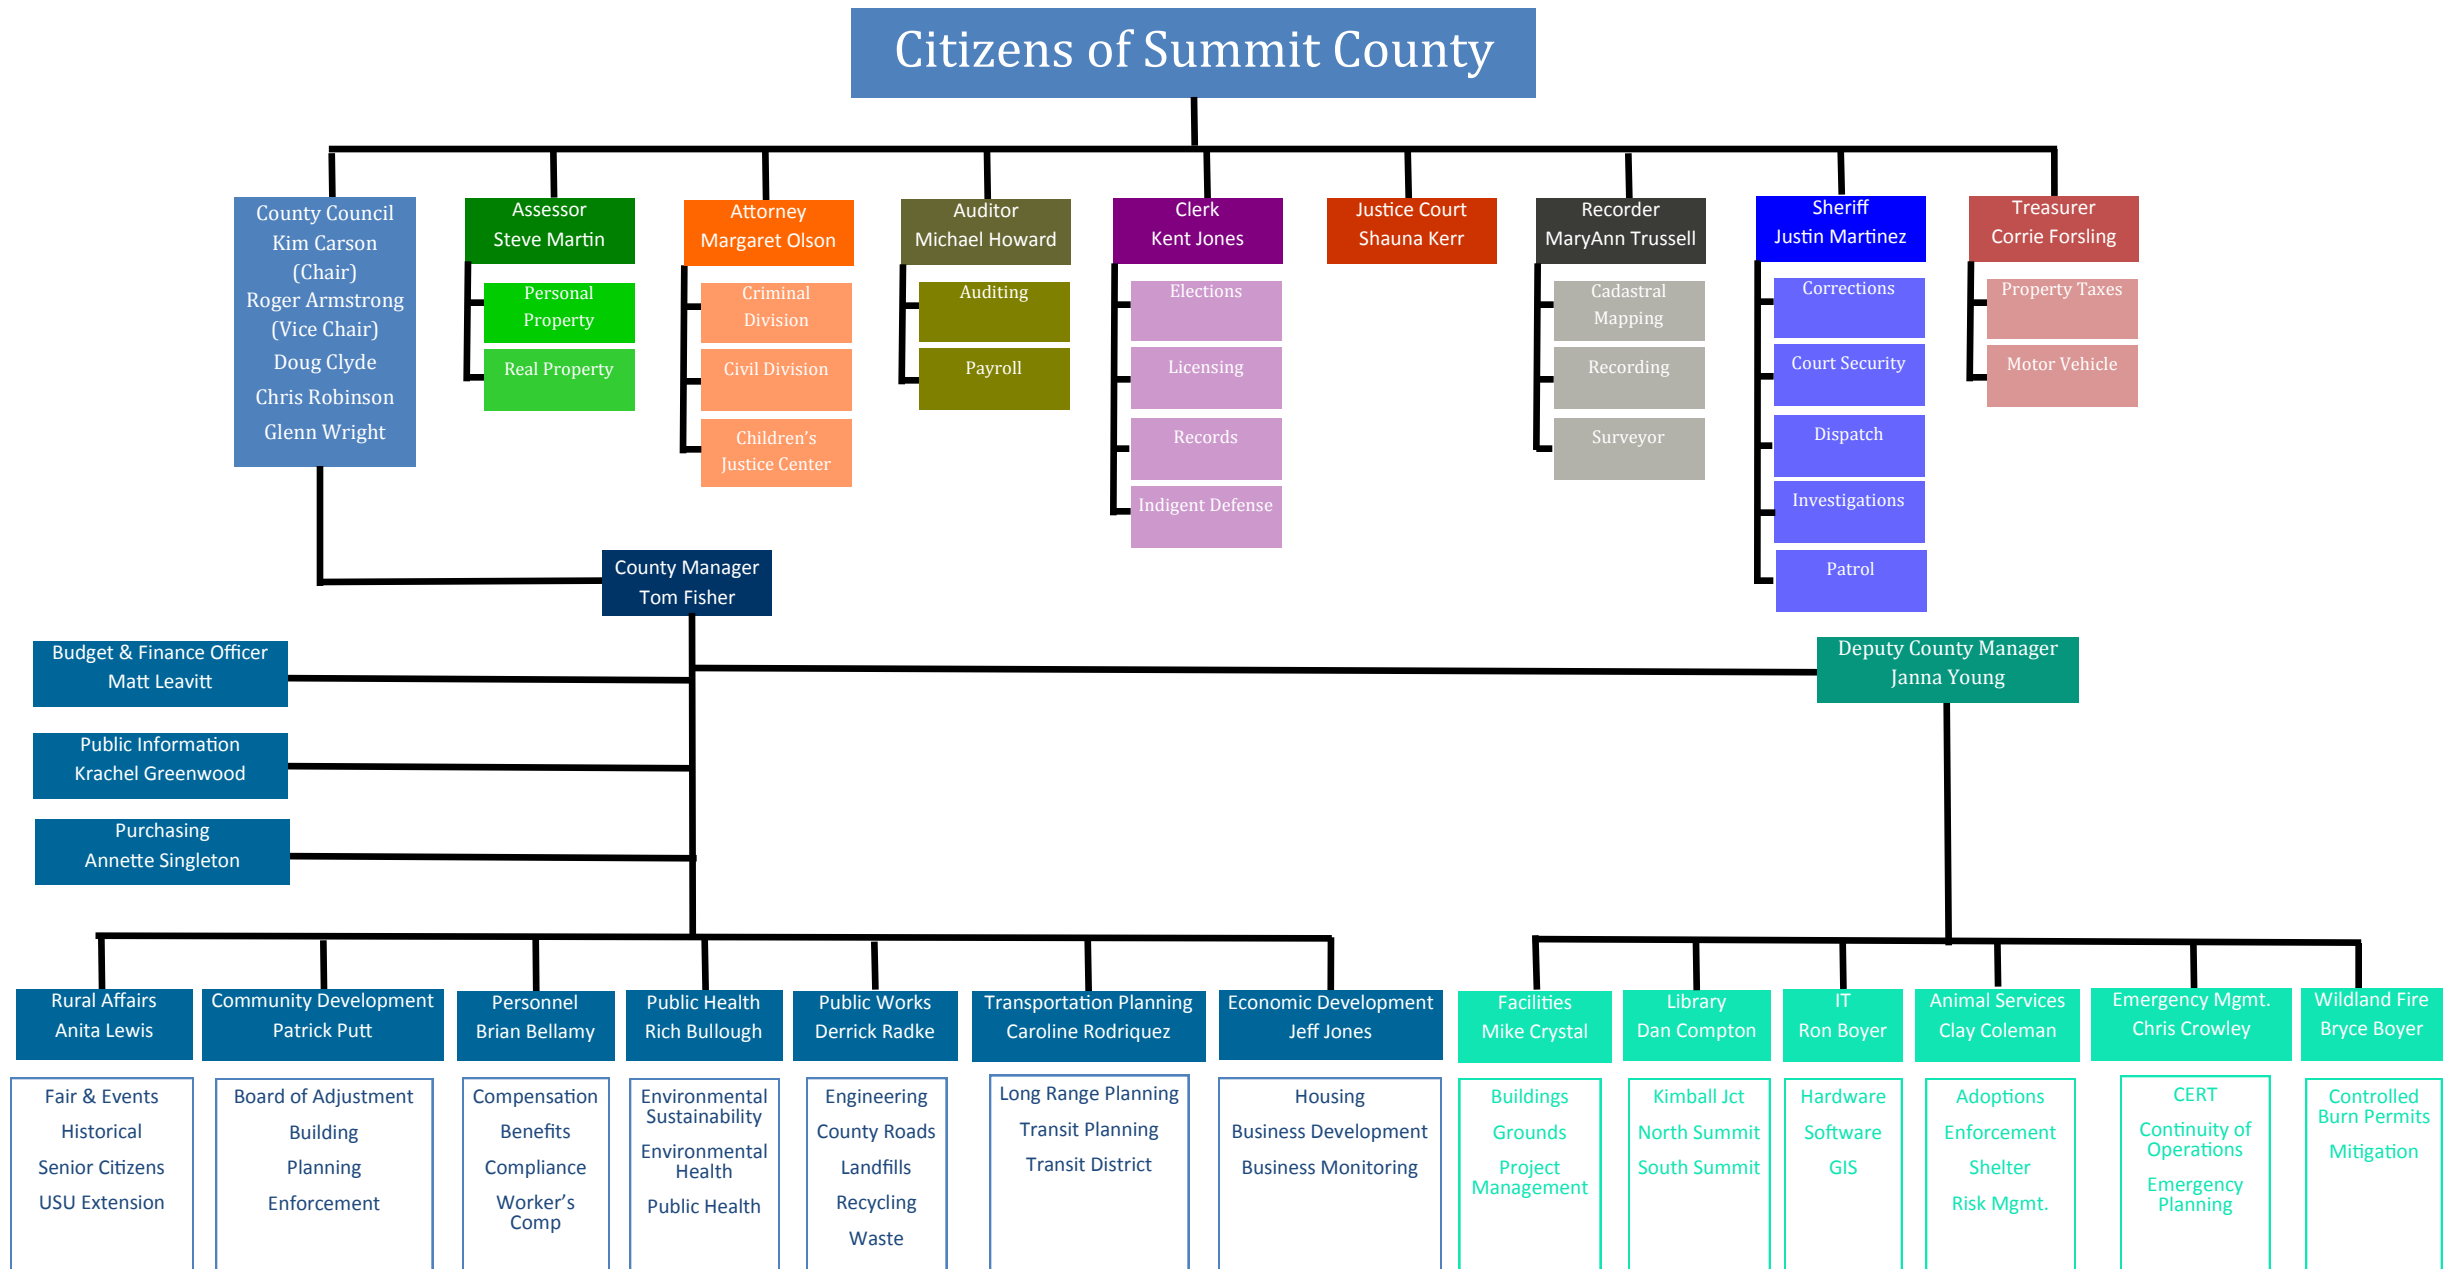 Citizens of Summit County
County Council
Kim Carson
(Chair)
Roger Armstrong
(Vice Chair)
Doug Clyde
Chris Robinson
Glenn Wright
Assessor
Steve Martin
Personal
Property
Real Property
Attorney
Margaret Olson
Criminal
Division
Civil Division
Children's
Justice Center
Auditor
Michael Howard
Auditing
Payroll
Clerk
Kent Jones
Elections
Licensing
Records
Indigent Defense
Justice Court
Shauna Kerr
Recorder
MaryAnn Trussell
Cadastral
Mapping
Recording
Surveyor
Sheriff
Justin Martinez
Corrections
Court Security
Dispatch
Investigations
Patrol
Treasurer
Corrie Forsling
Property Taxes
Motor Vehicle
County Manager
Tom Fisher
Budget & Finance Officer
Matt Leavitt
Public Information
Krachel Greenwood
Purchasing
Annette Singleton
Deputy County Manager
Janna Young
Rural Affairs
Anita Lewis
Fair & Events
Historical
Senior Citizens
USU Extension
Community Development
Patrick Putt
Board of Adjustment
Building
Planning
Enforcement
Personnel
Brian Bellamy
Compensation
Benefits
Compliance
Worker's
Comp
Public Health
Rich Bullough
Environmental
Sustainability
Environmental
Health
Public Health
Public Works
Derrick Radke
Engineering
County Roads
Landfills
Recycling
Waste
Transportation Planning
Caroline Rodriquez
Long Range Planning
Transit Planning
Transit District
Economic Development
Jeff Jones
Housing
Business Development
Business Monitoring
Facilities
Mike Crystal
Buildings
Grounds
Project
Management
Library
Dan Compton
Kimball Jct
North Summit
South Summit
IT
Ron Boyer
Hardware
Software
GIS
Animal Services
Clay Coleman
Adoptions
Enforcement
Shelter
Risk Mgmt.
Emergency Mgmt.
Chris Crowley
CERT
Continuity of
Operations
Emergency
Planning
Wildland Fire
Bryce Boyer
Controlled
Burn Permits
Mitigation